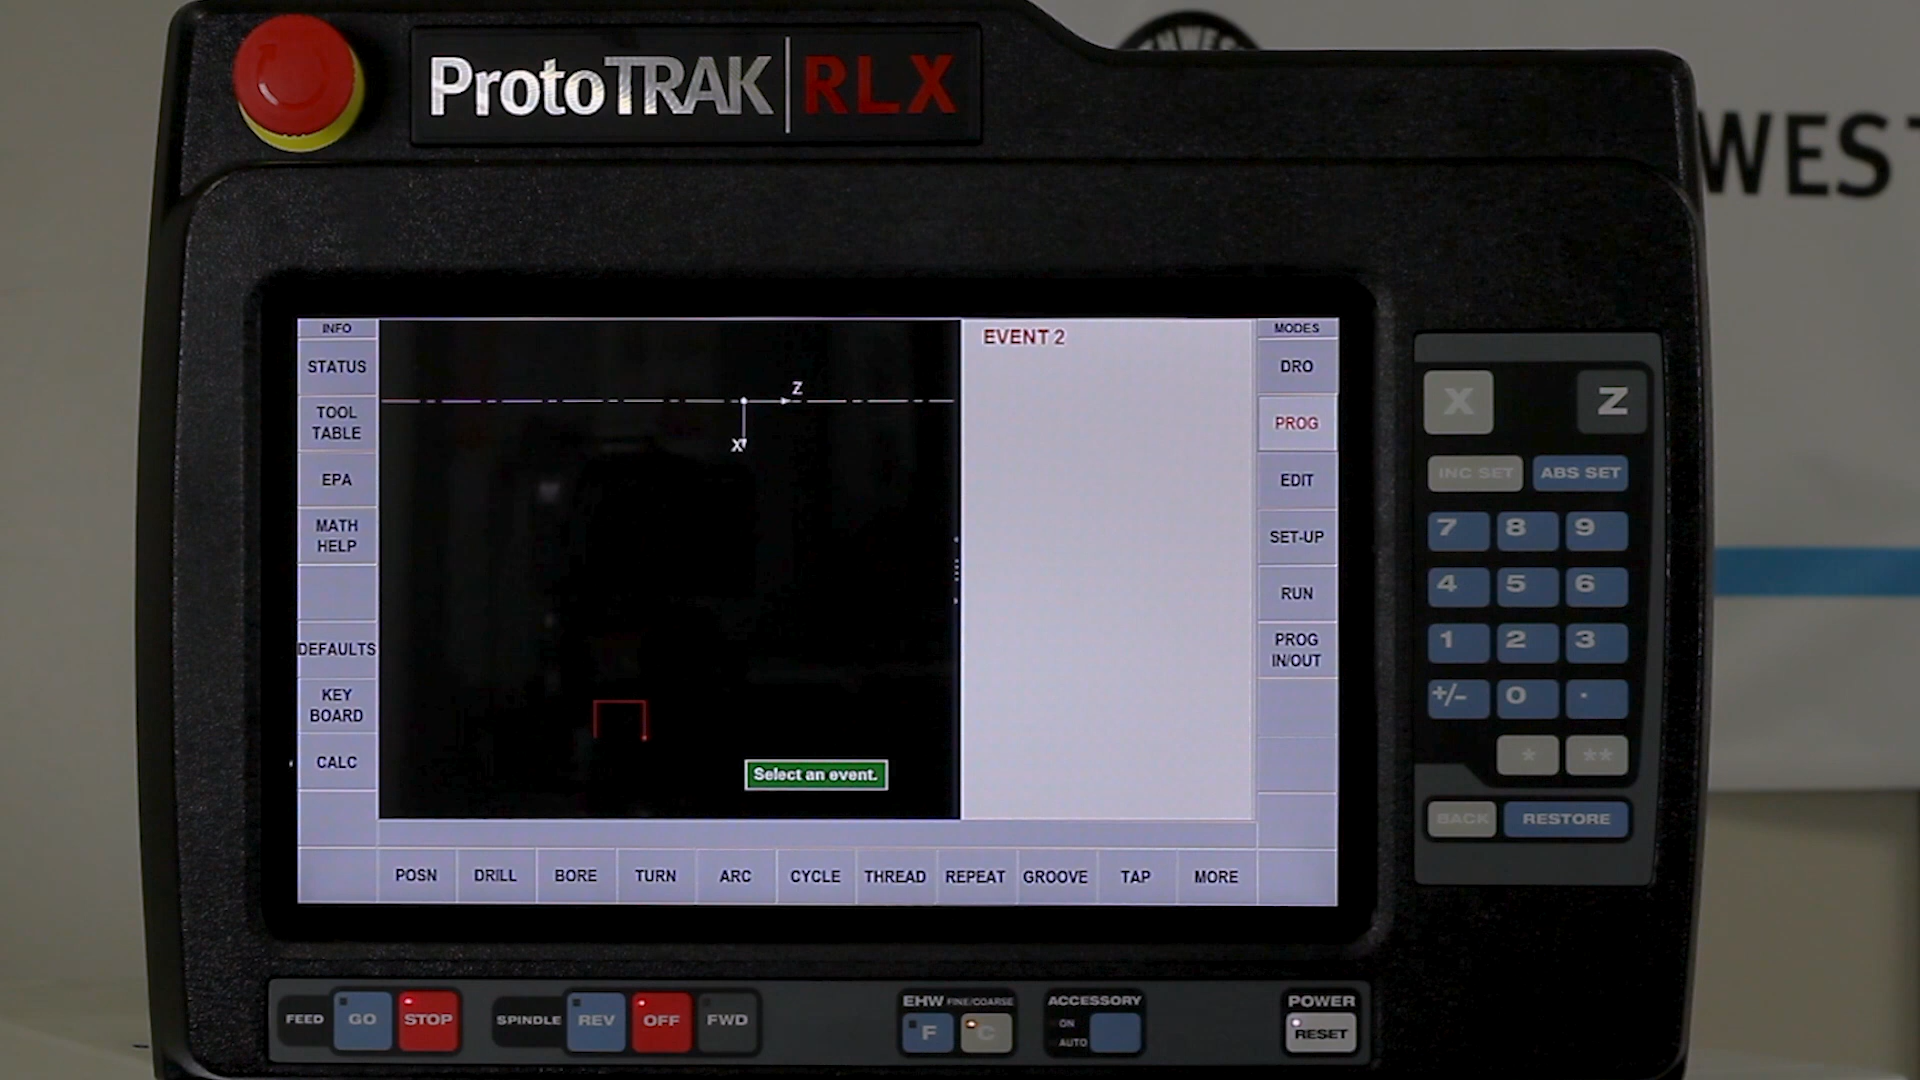 ProtoTRAK RLX
WES
INFO
STATUS
TOOL
TABLE
EPA
MATH
HELP
DEFAULTS
KEY
BOARD
CALC
Z
X
Select an event.
EVENT 2
MODES
DRO
PROG
EDIT
SET-UP
RUN
PROG
IN/OUT
POSN DRILL BORE TURN ARC CYCLE THREAD REPEAT GROOVE TAP MORE
X Z
INC SET ABS SET
7 8 9
4 5 6
1 2 3
+/- 0 .
* **
BACK RESTORE
FEED GO STOP
SPINDLE REV OFF FWD
EHW FINE/COARSE
F C
ACCESSORY
ON
AUTO
POWER
RESET